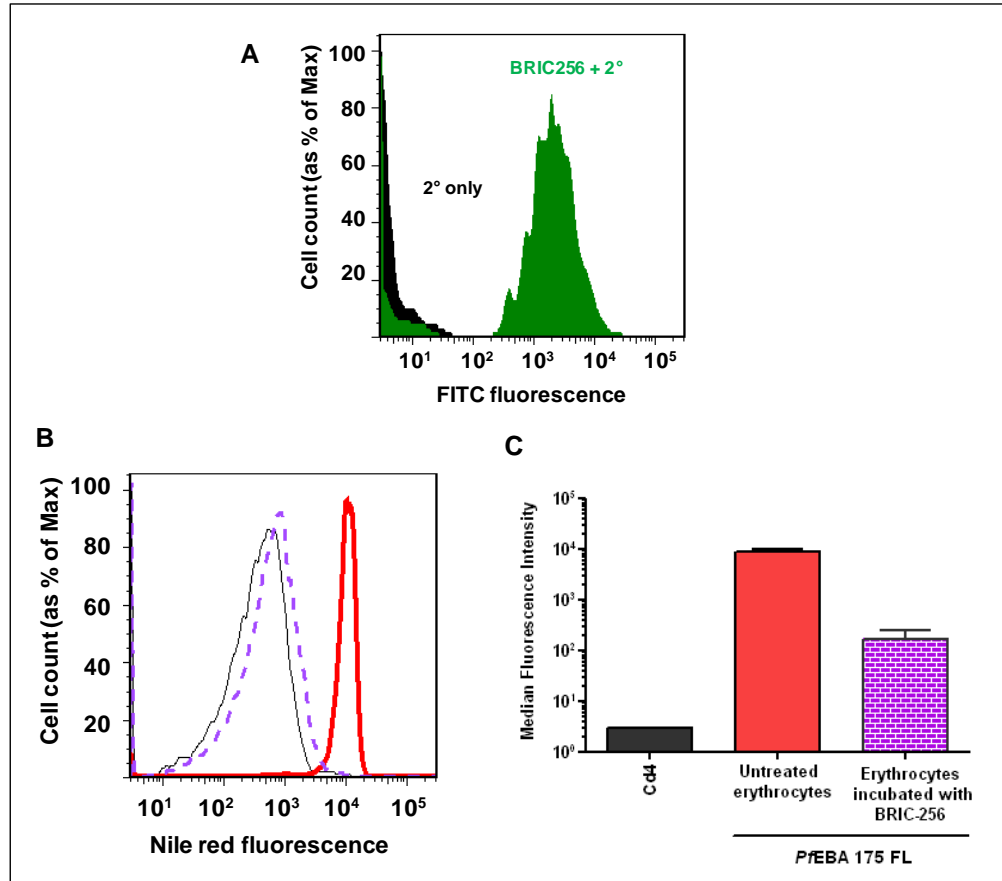 A
Cell count (as % of Max)
100
80
60
40
20
BRIC256 + 2°
2° only
10¹ 10² 10³ 10⁴ 10⁵
FITC fluorescence
B
Cell count (as % of Max)
100
80
60
40
20
10¹ 10² 10³ 10⁴ 10⁵
Nile red fluorescence
C
Median Fluorescence Intensity
10⁵
10⁴
10³
10²
10¹
10⁰
Cd4
Untreated
erythrocytes
Erythrocytes
incubated with
BRIC-256
PfEBA 175 FL